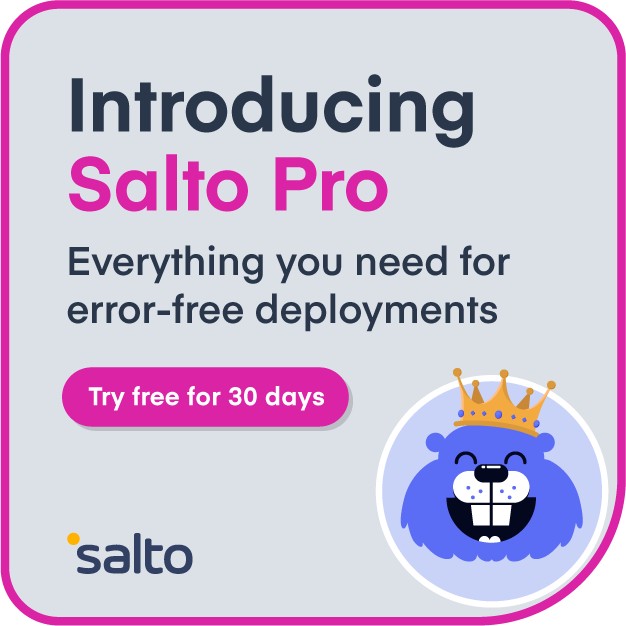 Introducing
Salto Pro
Everything you need for
error-free deployments
Try free for 30 days
salto